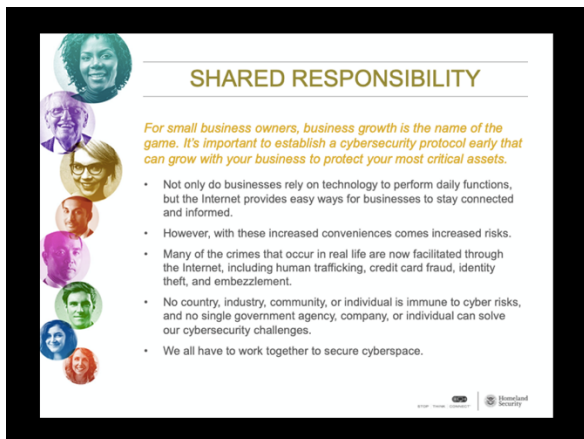 SHARED RESPONSIBILITY
For small business owners, business growth is the name of the
game. It's important to establish a cybersecurity protocol early that
can grow with your business to protect your most critical assets.
• Not only do businesses rely on technology to perform daily functions,
but the Internet provides easy ways for businesses to stay connected
and informed.
• However, with these increased conveniences comes increased risks.
• Many of the crimes that occur in real life are now facilitated through
the Internet, including human trafficking, credit card fraud, identity
theft, and embezzlement.
• No country, industry, community, or individual is immune to cyber risks,
and no single government agency, company, or individual can solve
our cybersecurity challenges.
• We all have to work together to secure cyberspace.
STOP THINK CONNECT
Homeland
Security